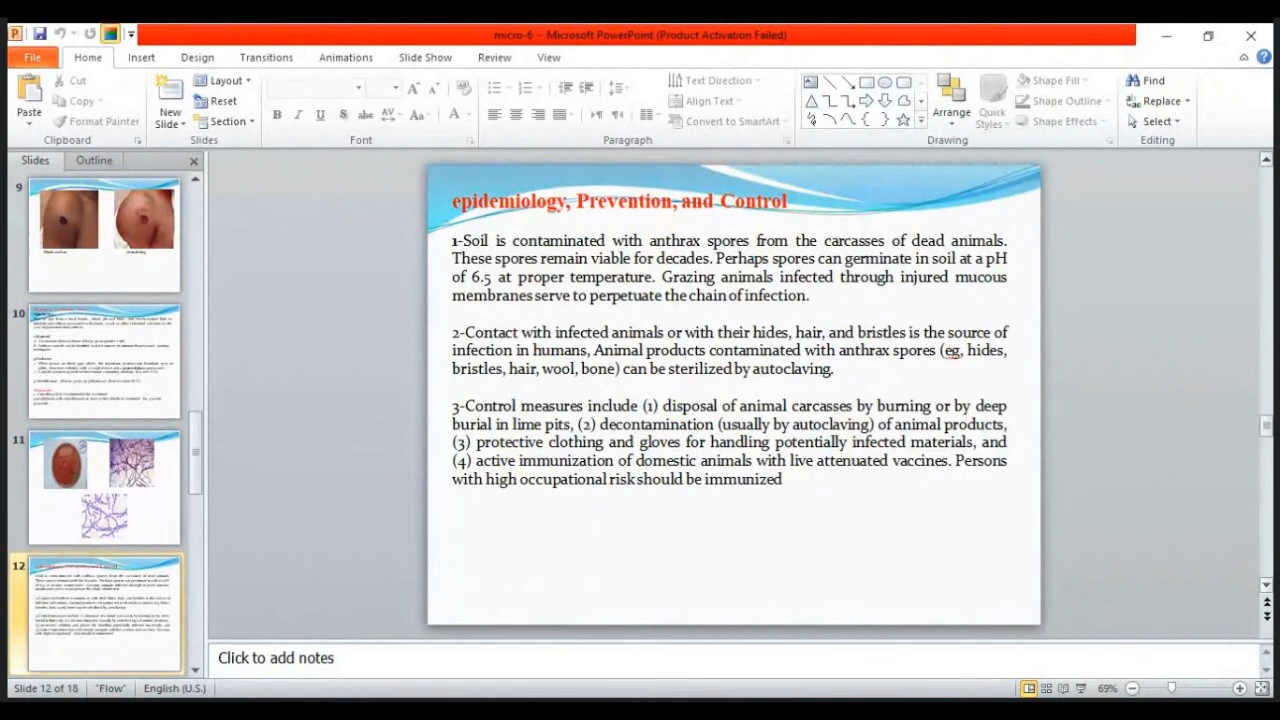 micro-6 - Microsoft PowerPoint (Product Activation Failed)
File Home Insert Design Transitions Animations Slide Show Review View
Paste
Cut
Copy
Format Painter
New Slide
Layout
Reset
Section
Text Direction
Align Text
Convert to SmartArt
Arrange
Quick Styles
Shape Fill
Shape Outline
Shape Effects
Find
Replace
Select
Clipboard Slides Font Paragraph Drawing Editing
Slides Outline
9
10
11
12
epidemiology, Prevention, and Control
1-Soil is contaminated with anthrax spores from the carcasses of dead animals.
These spores remain viable for decades. Perhaps spores can germinate in soil at a pH
of 6.5 at proper temperature. Grazing animals infected through injured mucous
membranes serve to perpetuate the chain of infection.
2-Contact with infected animals or with their hides, hair, and bristles is the source of
infection in humans, Animal products contaminated with anthrax spores (eg, hides,
bristles, hair, wool, bone) can be sterilized by autoclaving.
3-Control measures include (1) disposal of animal carcasses by burning or by deep
burial in lime pits, (2) decontamination (usually by autoclaving) of animal products,
(3) protective clothing and gloves for handling potentially infected materials, and
(4) active immunization of domestic animals with live attenuated vaccines. Persons
with high occupational risk should be immunized
Click to add notes
Slide 12 of 18 "Flow" English (U.S.) 69%